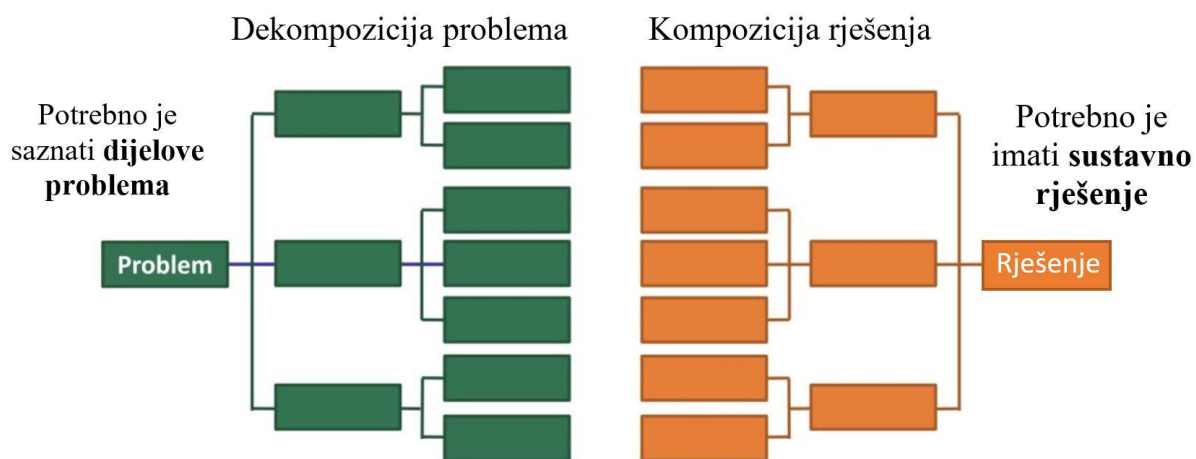 Dekompozicija problema
Kompozicija rješenja
Potrebno je
saznati dijelove
problema
Problem
Potrebno je
imati sustavno
rješenje
Rješenje